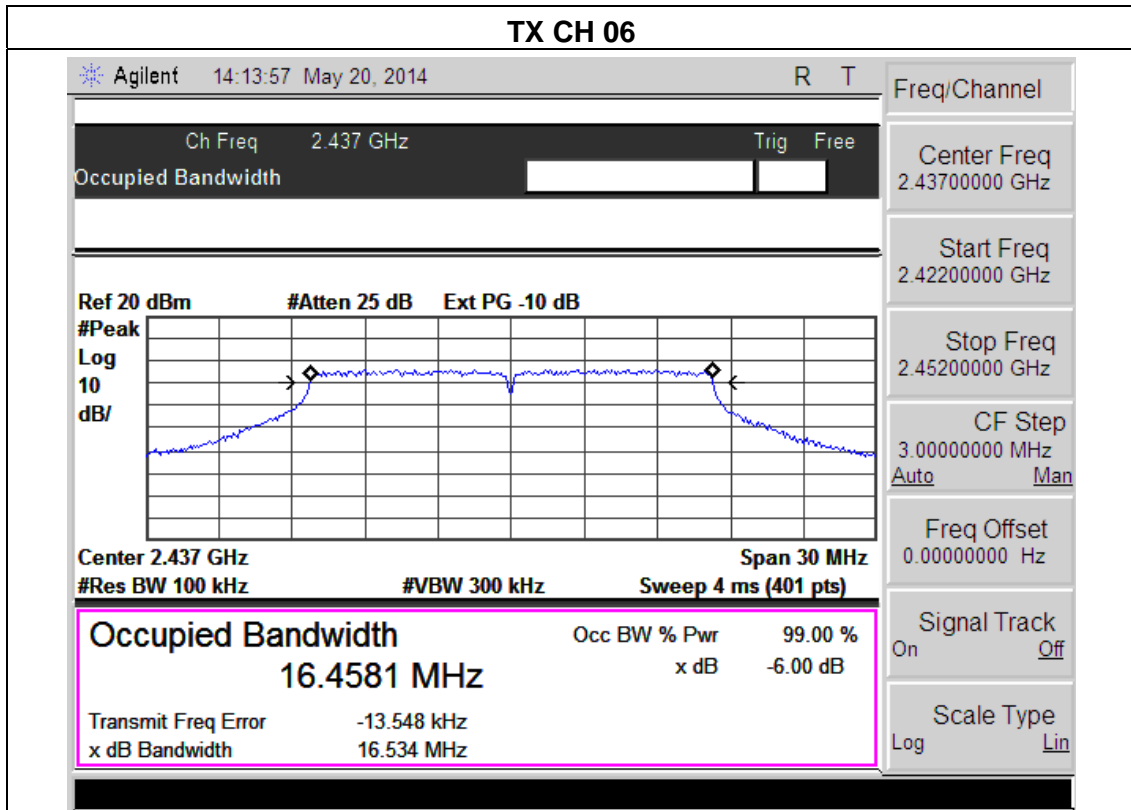 TX CH 06
Agilent 14:13:57 May 20, 2014 R T
Freq/Channel
Ch Freq 2.437 GHz Trig Free
Occupied Bandwidth
Center Freq
2.43700000 GHz
Start Freq
2.42200000 GHz
Stop Freq
2.45200000 GHz
CF Step
3.00000000 MHz
Auto Man
Freq Offset
0.00000000 Hz
Signal Track
On Off
Scale Type
Log Lin
Ref 20 dBm #Atten 25 dB Ext PG -10 dB
#Peak
Log
10
dB/
Center 2.437 GHz Span 30 MHz
#Res BW 100 kHz #VBW 300 kHz Sweep 4 ms (401 pts)
Occupied Bandwidth Occ BW % Pwr 99.00 %
16.4581 MHz x dB -6.00 dB
Transmit Freq Error -13.548 kHz
x dB Bandwidth 16.534 MHz